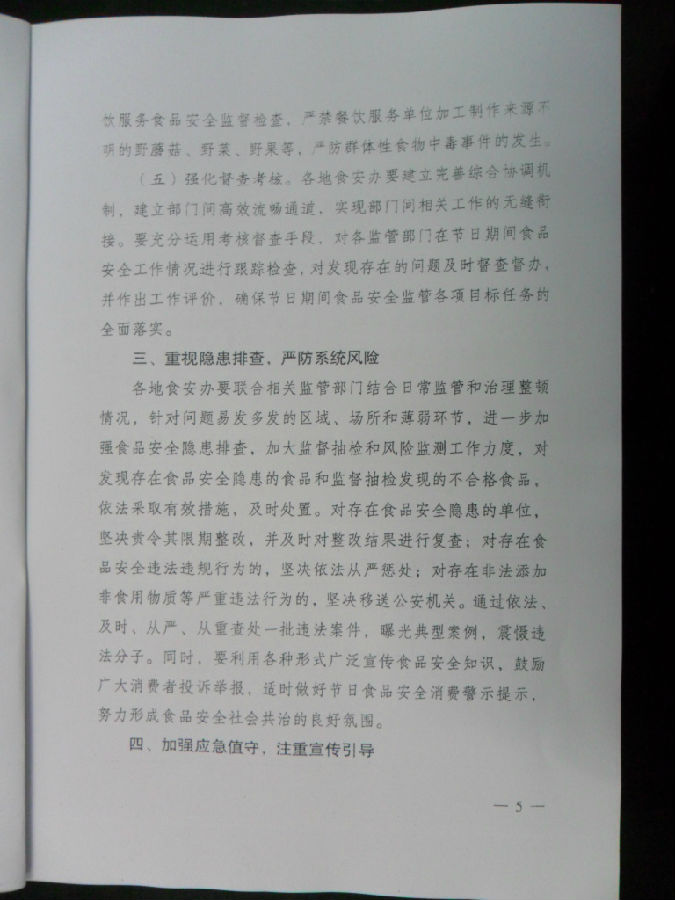 饮服务食品安全监督检查，严禁餐饮服务单位加工制作来源不
明的野蘑菇、野菜、野果等，严防群体性食物中毒事件的发生。
（五）强化督查考核。各地食安办要建立完善综合协调机
制，建立部门间高效流畅通道，实现部门间相关工作的无缝衔
接。要充分运用考核督查手段，对各监管部门在节日期间食品
安全工作情况进行跟踪检查，对发现存在的问题及时督查督办，
并作出工作评价，确保节日期间食品安全监管各项目标任务的
全面落实。
三、重视隐患排查，严防系统风险
各地食安办要联合相关监管部门结合日常监管和治理整顿
情况，针对问题易发多发的区域、场所和薄弱环节，进一步加
强食品安全隐患排查，加大监督抽检和风险监测工作力度，对
发现存在食品安全隐患的食品和监督抽检发现的不合格食品，
依法采取有效措施，及时处置。对存在食品安全隐患的单位，
坚决责令其限期整改，并及时对整改结果进行复查；对存在食
品安全违法违规行为的，坚决依法从严惩处；对存在非法添加
非食用物质等严重违法行为的，坚决移送公安机关。通过依法、
及时、从严、从重查处一批违法案件，曝光典型案例，震慑违
法分子。同时，要利用各种形式广泛宣传食品安全知识，鼓励
广大消费者投诉举报，适时做好节日食品安全消费警示提示，
努力形成食品安全社会共治的良好氛围。
四、加强应急值守，注重宣传引导
— 5 —